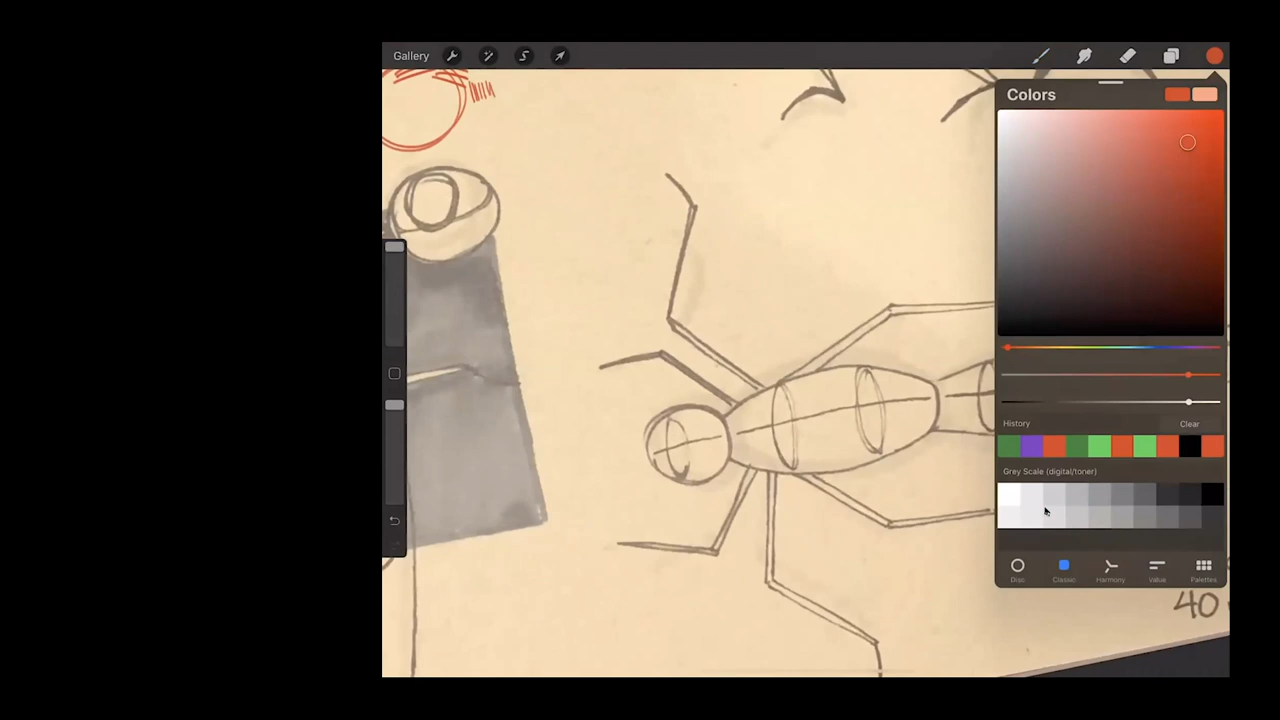 Gallery
Colors
History
Clear
Grey Scale (digital/toner)
Disc
Classic
Harmony
Value
Palettes
40